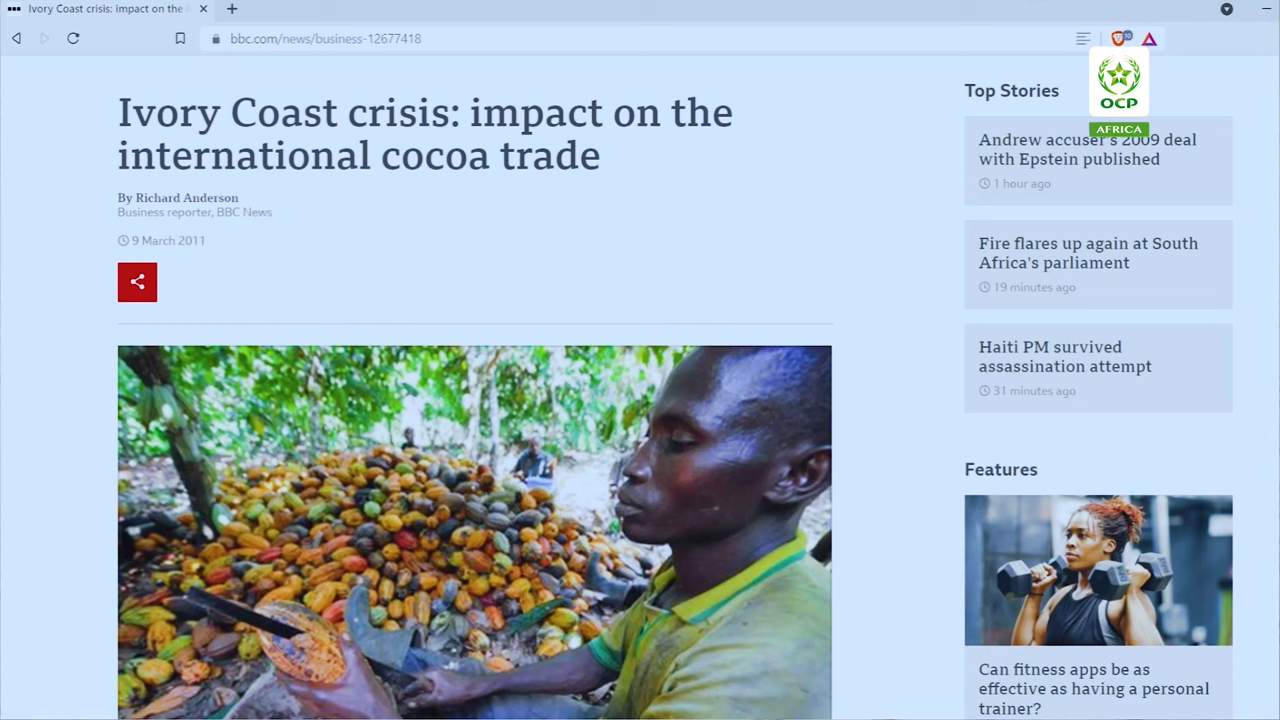 Ivory Coast crisis: impact on the
bbc.com/news/business-12677418
Ivory Coast crisis: impact on the
international cocoa trade
By Richard Anderson
Business reporter, BBC News
9 March 2011
OCP
AFRICA
Top Stories
Andrew accuser's 2009 deal
with Epstein published
1 hour ago
Fire flares up again at South
Africa's parliament
19 minutes ago
Haiti PM survived
assassination attempt
31 minutes ago
Features
Can fitness apps be as
effective as having a personal
trainer?